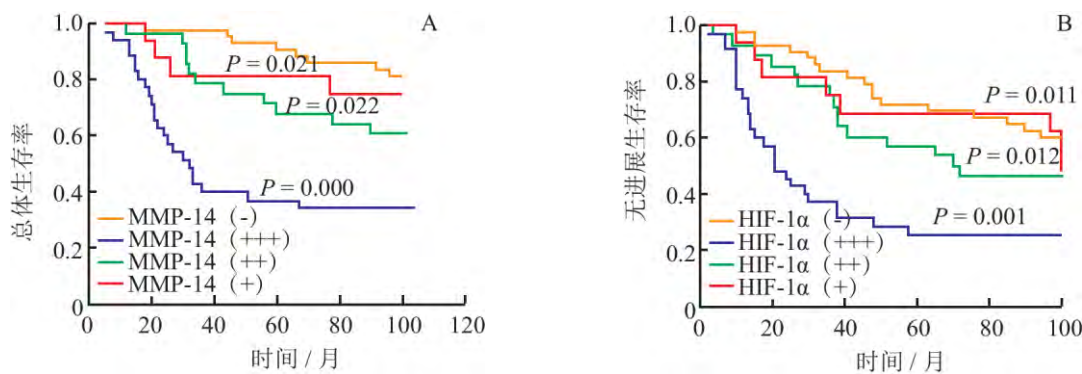 A
1.0
0.8
0.6
0.4
0.2
0
总体生存率
P = 0.021
P = 0.022
P = 0.000
MMP-14 (-)
MMP-14 (+++)
MMP-14 (++)
MMP-14 (+)
0 20 40 60 80 100 120
时间 / 月
B
1.0
0.8
0.6
0.4
0.2
0
无进展生存率
P = 0.011
P = 0.012
P = 0.001
HIF-1α (-)
HIF-1α (+++)
HIF-1α (++)
HIF-1α (+)
0 20 40 60 80 100
时间 / 月